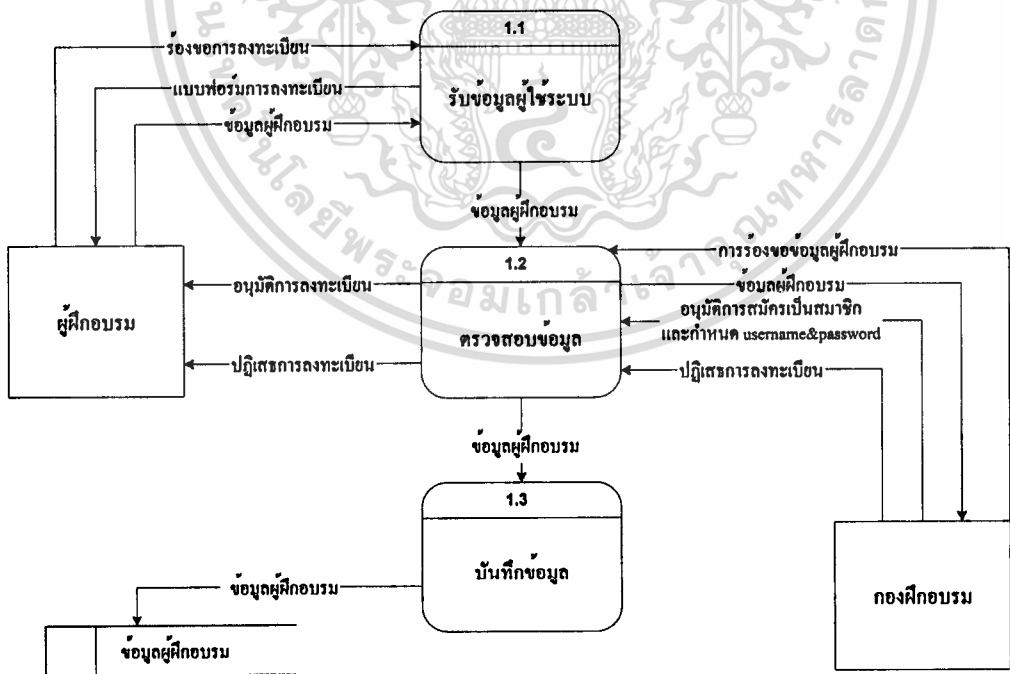 1.1
ร้องขอการลงทะเบียน
แบบฟอร์มการลงทะเบียน
รับข้อมูลผู้ใช้ระบบ
ข้อมูลผู้ฝึกอบรม
ข้อมูลผู้ฝึกอบรม
การร้องขอข้อมูลผู้ฝึกอบรม
1.2
อนุมัติการลงทะเบียน
ข้อมูลผู้ฝึกอบรม
อนุมัติการสมัครเป็นสมาชิก
และกำหนด username&password
ผู้ฝึกอบรม
ตรวจสอบข้อมูล
ปฏิเสธการลงทะเบียน
ปฏิเสธการลงทะเบียน
ข้อมูลผู้ฝึกอบรม
1.3
บันทึกข้อมูล
ข้อมูลผู้ฝึกอบรม
กองฝึกอบรม
ข้อมูลผู้ฝึกอบรม